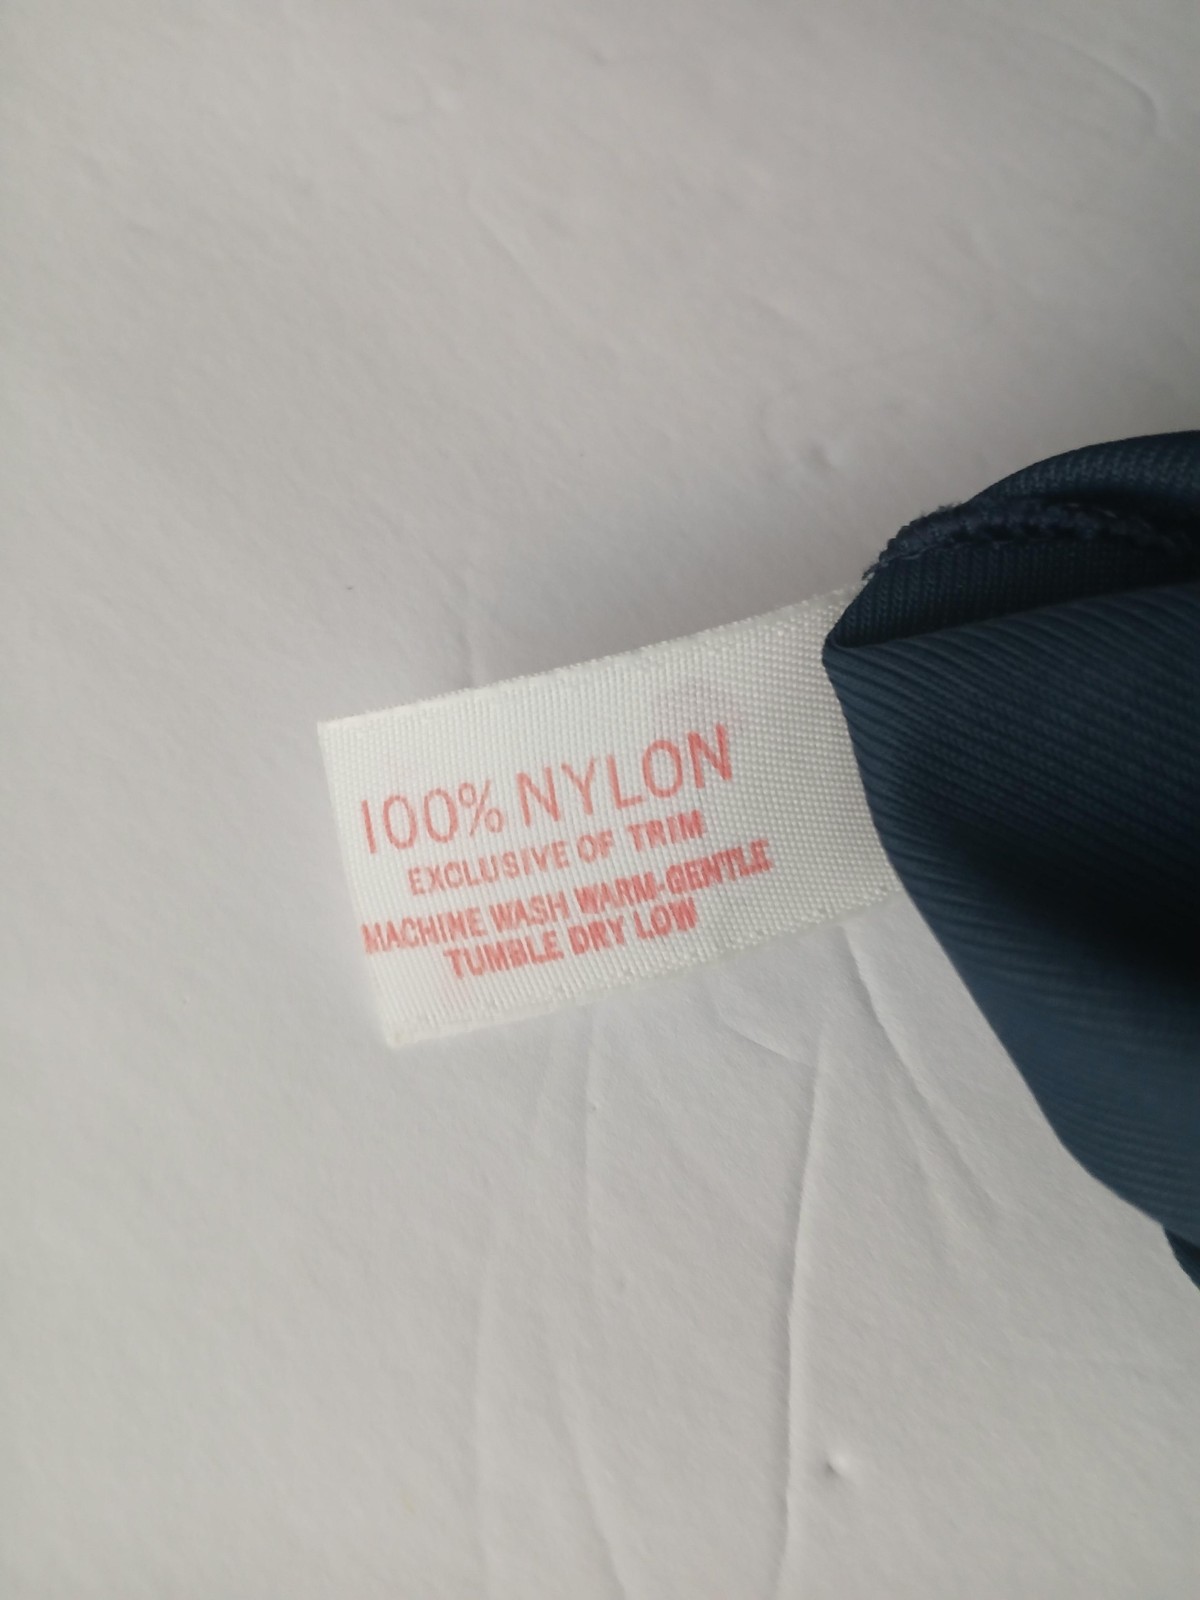 100% NYLON
EXCLUSIVE OF TRIM
MACHINE WASH WARM-GENTLE
TUMBLE DRY LOW